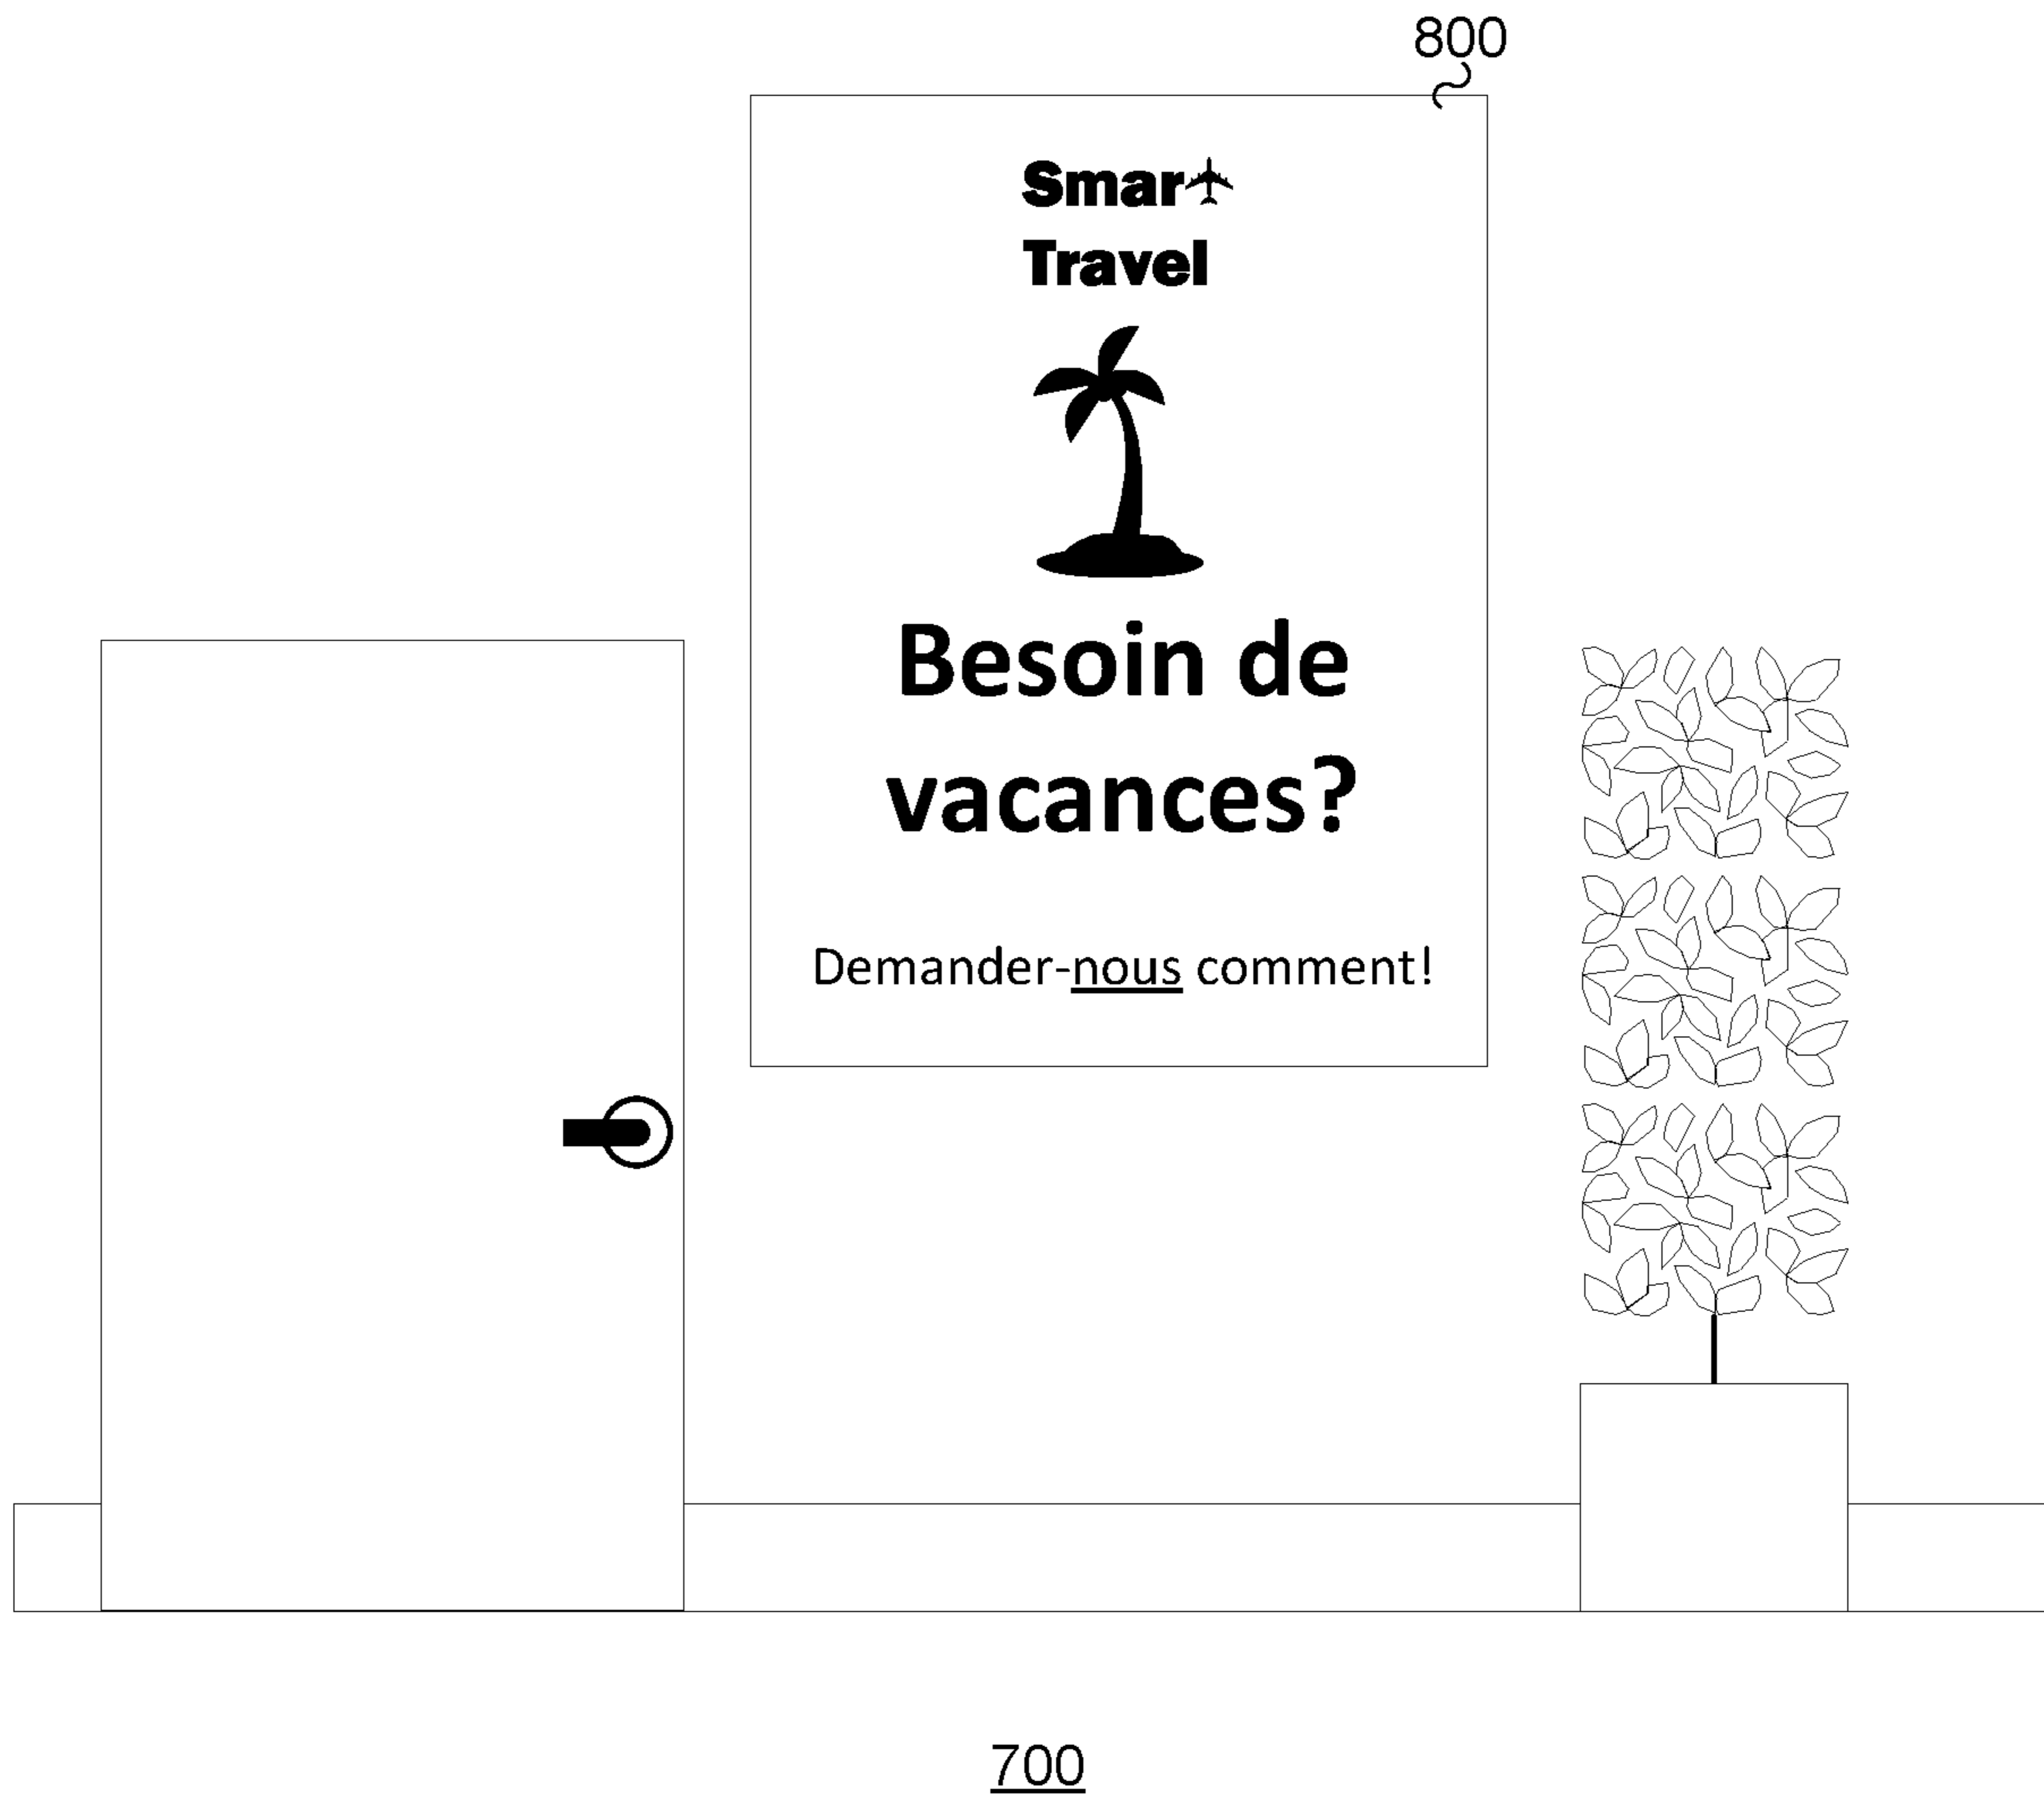 800
Smar
Travel
Besoin de
vacances?
Demander-nous comment!
700